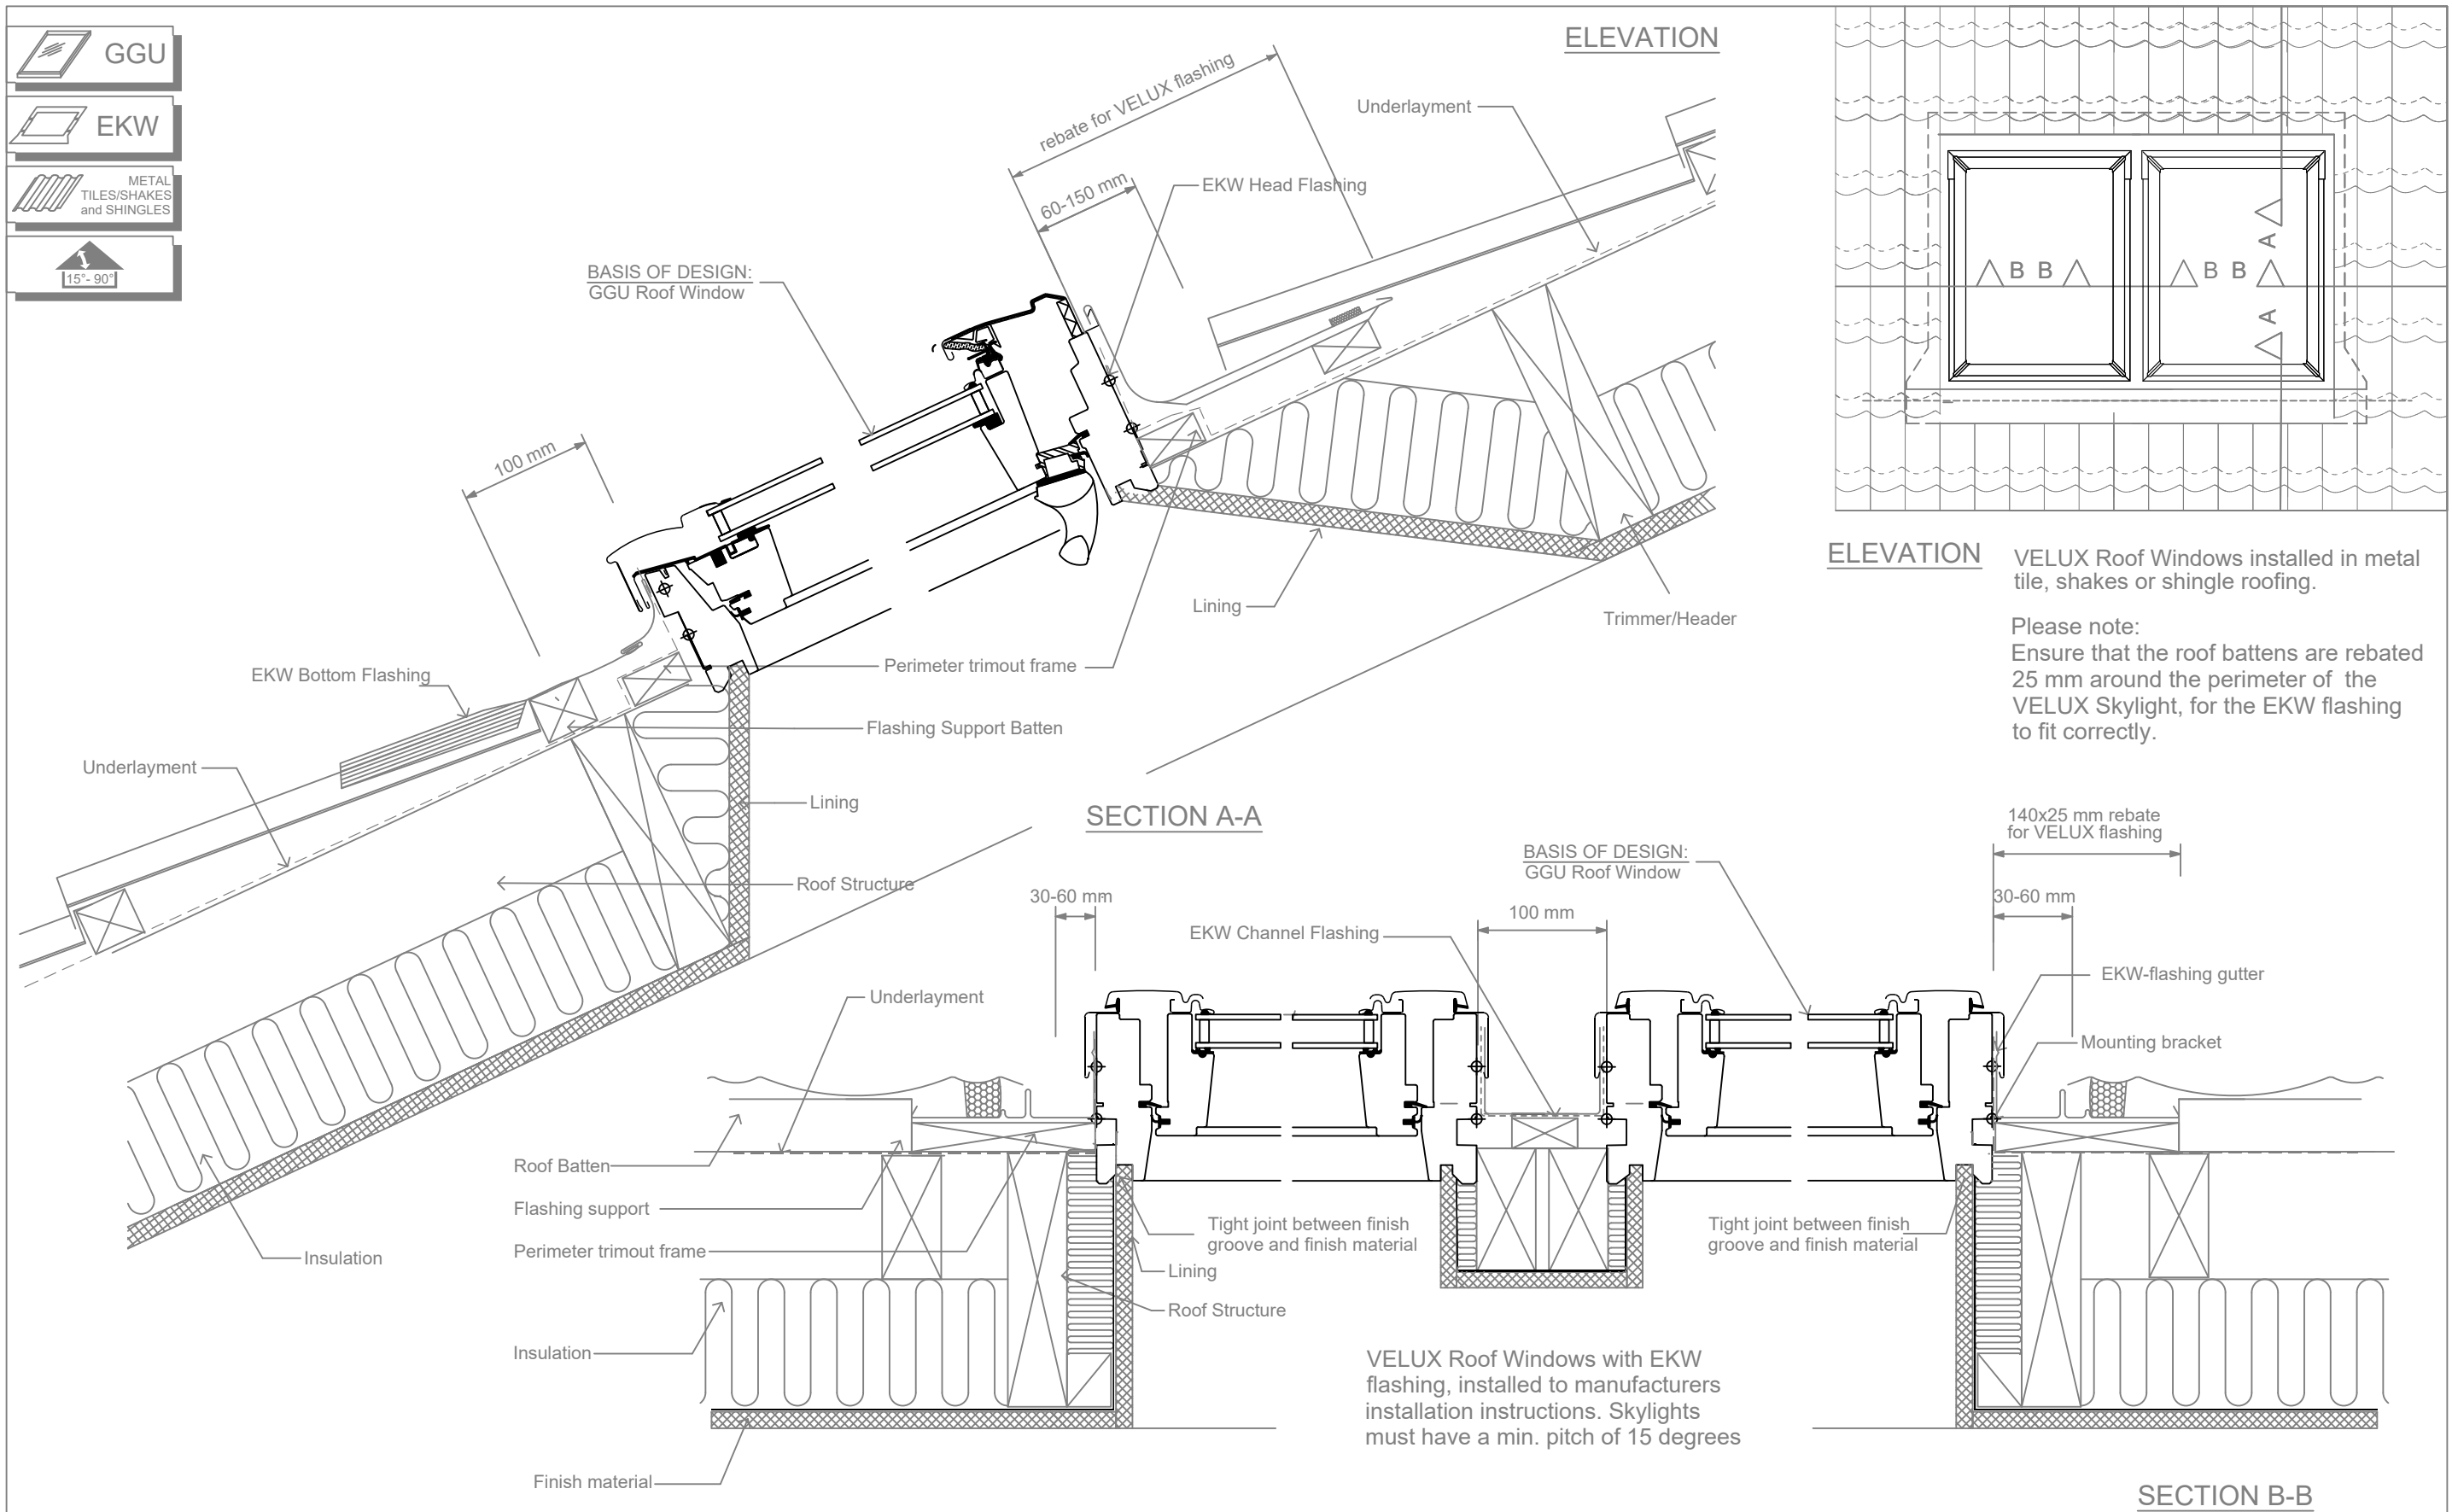 GGU
EKW
METAL
TILES/SHAKES
and SHINGLES
15°- 90°
ELEVATION
rebate for VELUX flashing
60-150 mm
Underlayment
EKW Head Flashing
BASIS OF DESIGN:
GGU Roof Window
100 mm
EKW Bottom Flashing
Underlayment
Perimeter trimout frame
Flashing Support Batten
Lining
Roof Structure
Insulation
Lining
Trimmer/Header
SECTION A-A
A
B B
B B
A
ELEVATION
VELUX Roof Windows installed in metal
tile, shakes or shingle roofing.
Please note:
Ensure that the roof battens are rebated
25 mm around the perimeter of the
VELUX Skylight, for the EKW flashing
to fit correctly.
140x25 mm rebate
for VELUX flashing
30-60 mm
BASIS OF DESIGN:
GGU Roof Window
30-60 mm
100 mm
EKW Channel Flashing
EKW-flashing gutter
Mounting bracket
Underlayment
Roof Batten
Flashing support
Perimeter trimout frame
Insulation
Finish material
Tight joint between finish
groove and finish material
Lining
Roof Structure
Tight joint between finish
groove and finish material
VELUX Roof Windows with EKW
flashing, installed to manufacturers
installation instructions. Skylights
must have a min. pitch of 15 degrees
SECTION B-B